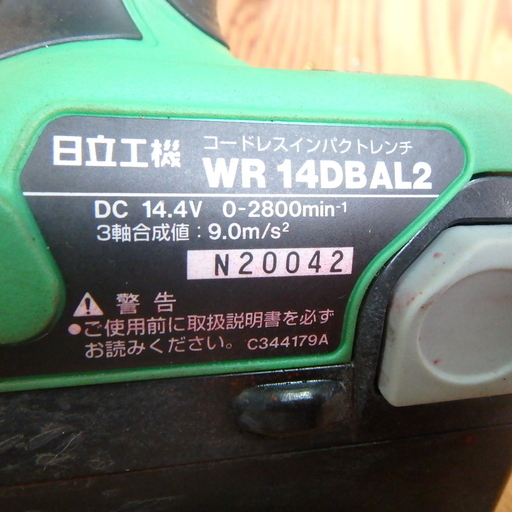 日立工機
コードレスインパクトレンチ
WR 14DBAL2
DC 14.4V 0-2800min-1
3軸合成値：9.0m/s2
N20042
警告
●ご使用前に取扱説明書を必ず
お読みください。 C344179A